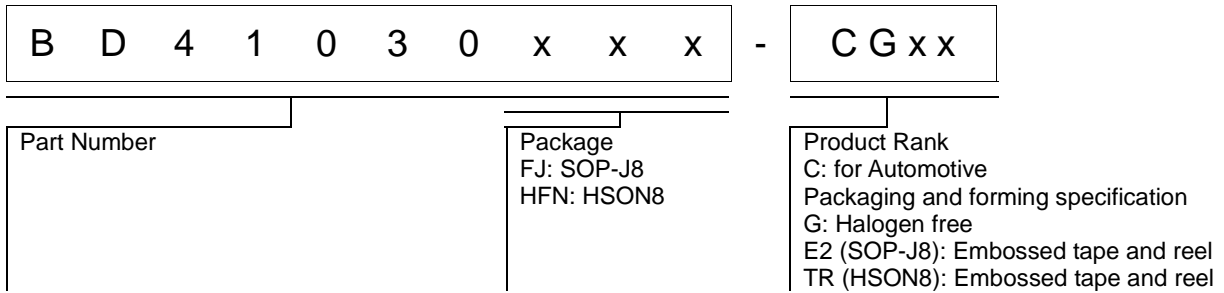 B D 4 1 0 3 0 x x x - C G x x
Part Number
Package
FJ: SOP-J8
HFN: HSON8
Product Rank
C: for Automotive
Packaging and forming specification
G: Halogen free
E2 (SOP-J8): Embossed tape and reel
TR (HSON8): Embossed tape and reel